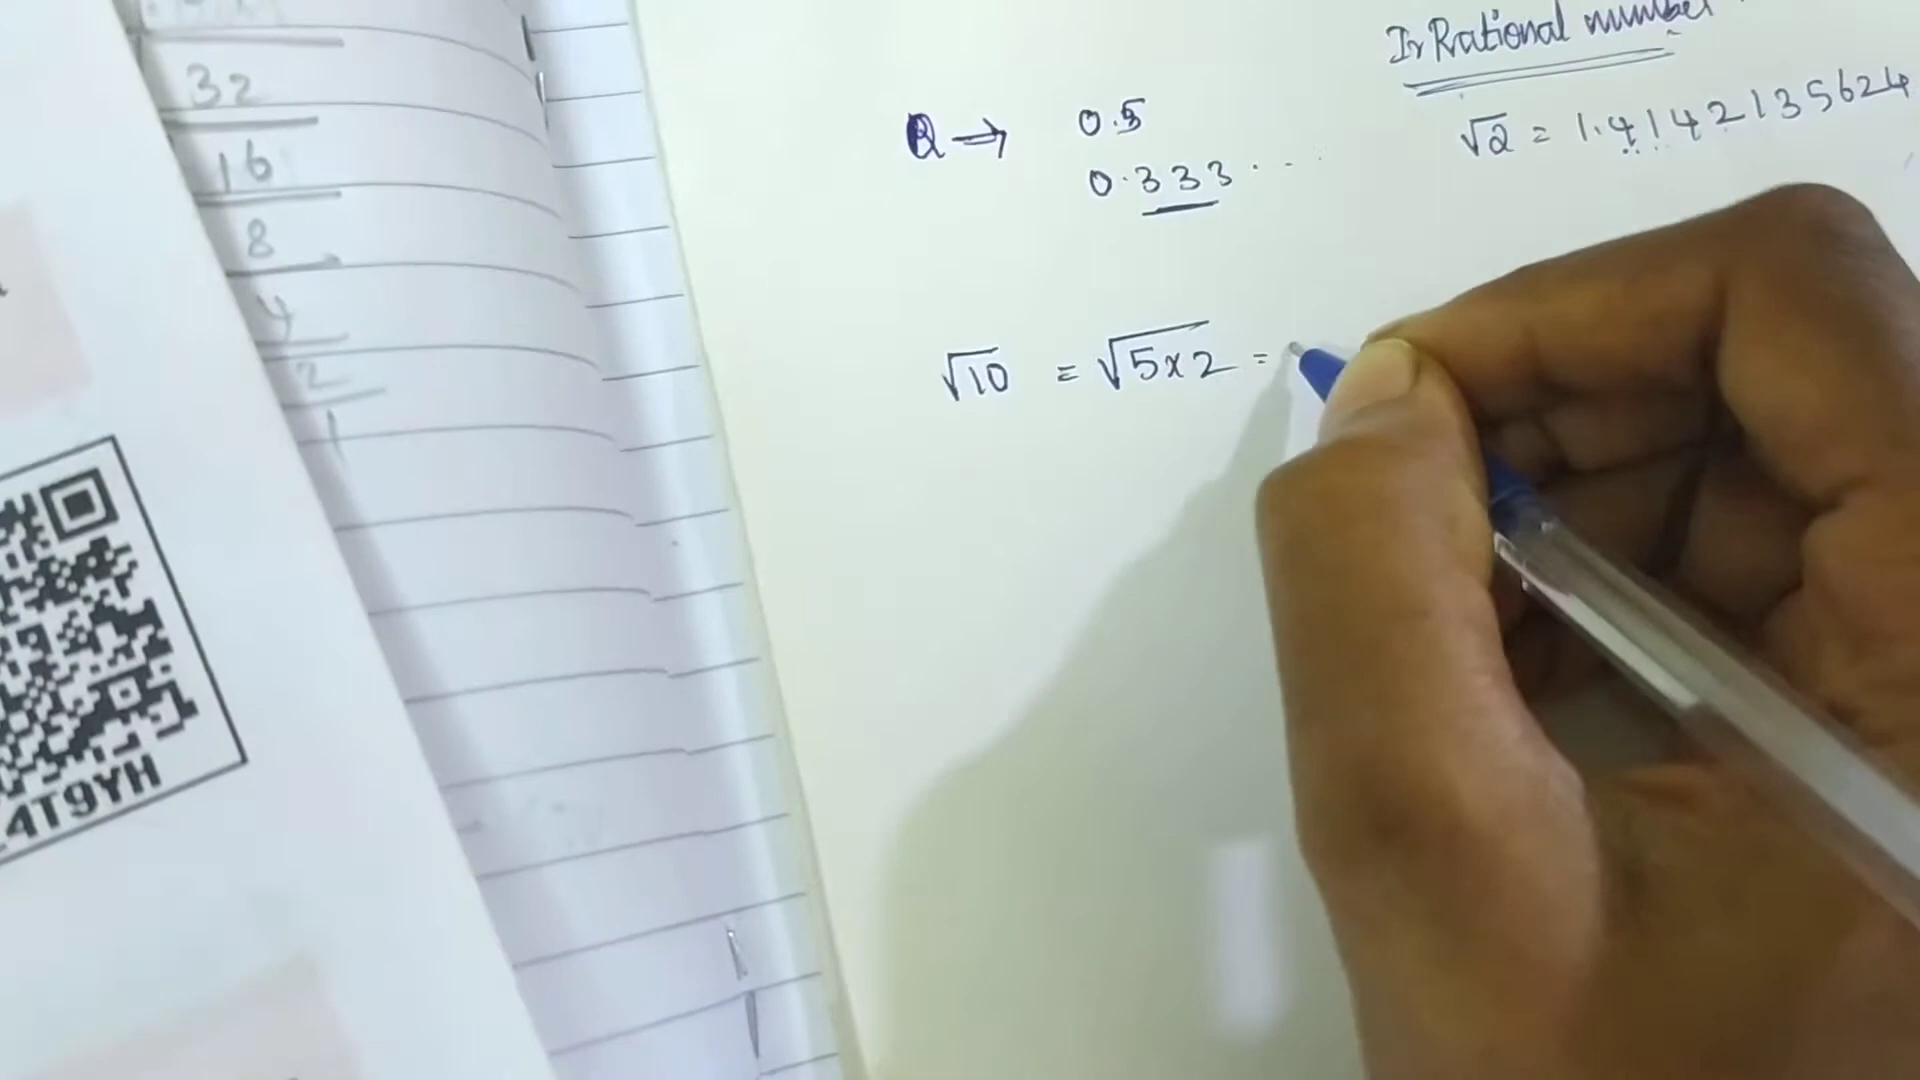 32
16
8
4
2
1
4T9YH
IrRational number
Q → 0.5
0.333...
√2 = 1.4142135624
√10 = √5x2 =